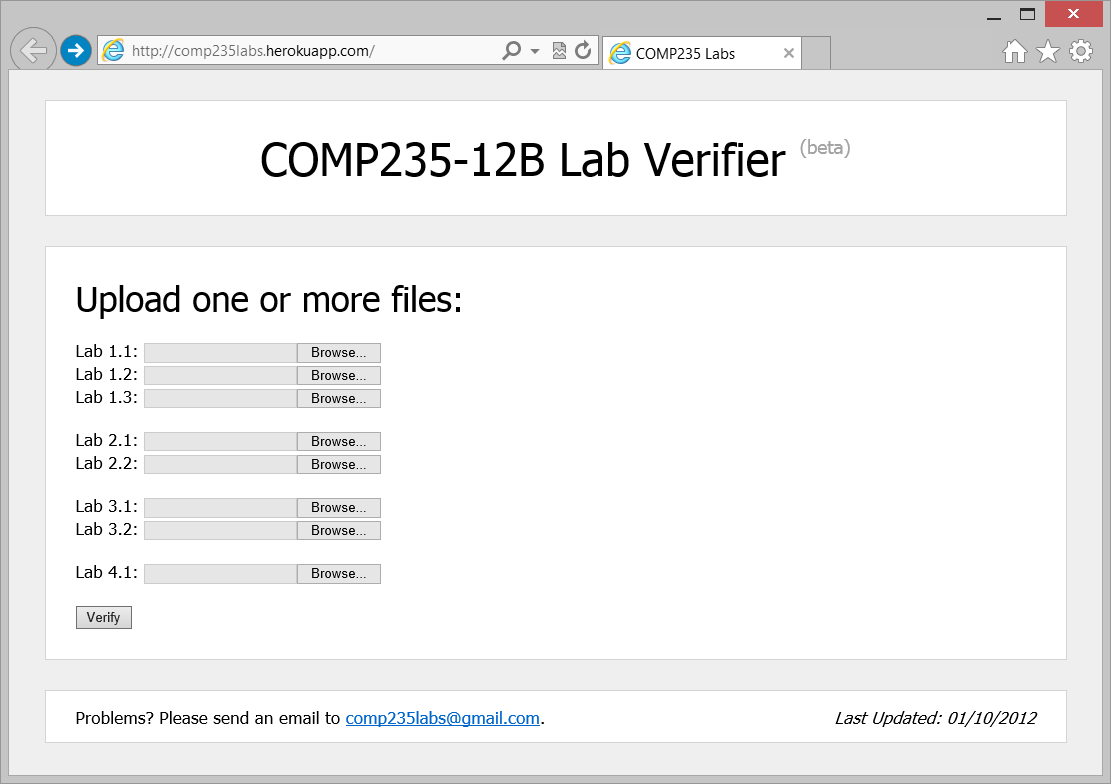 http://comp235labs.herokuapp.com/
COMP235 Labs
COMP235-12B Lab Verifier (beta)
Upload one or more files:
Lab 1.1: Browse...
Lab 1.2: Browse...
Lab 1.3: Browse...
Lab 2.1: Browse...
Lab 2.2: Browse...
Lab 3.1: Browse...
Lab 3.2: Browse...
Lab 4.1: Browse...
Verify
Problems? Please send an email to comp235labs@gmail.com.
Last Updated: 01/10/2012